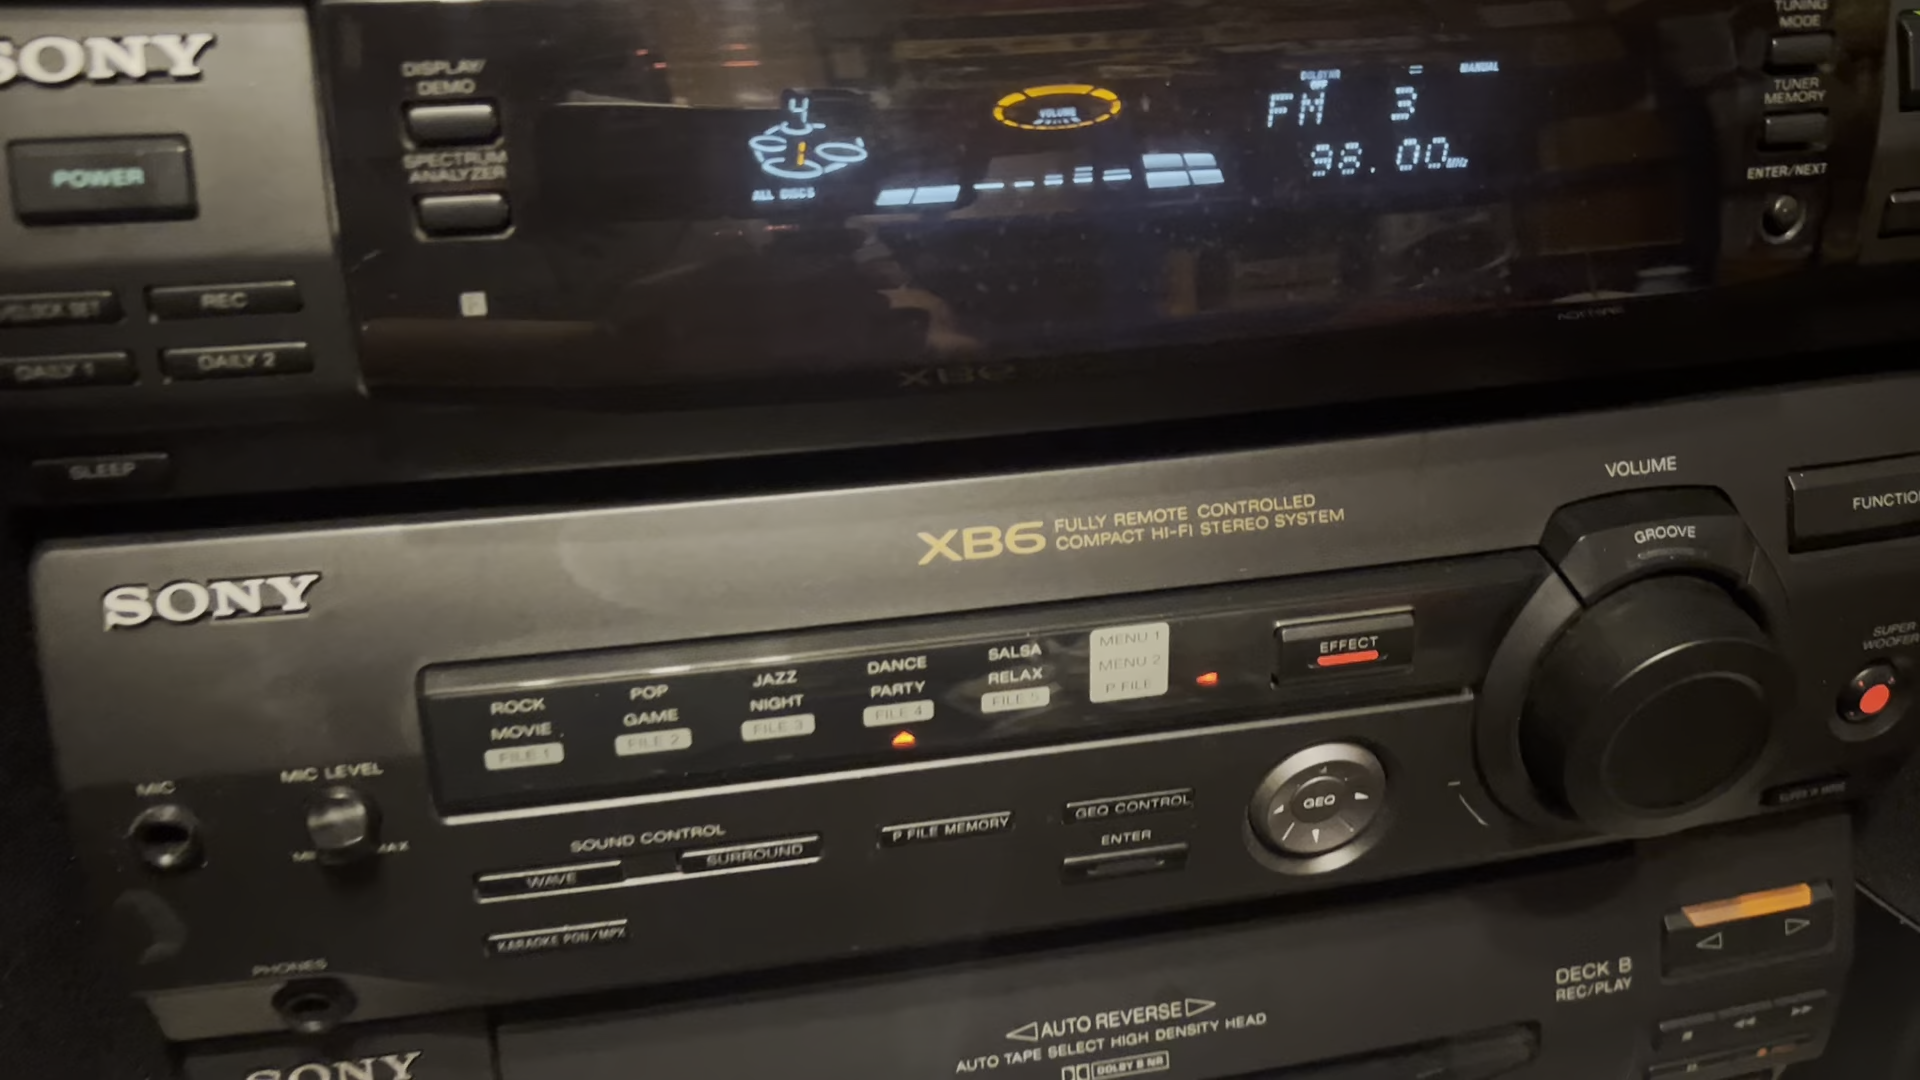 SONY
DISPLAY/
DEMO
POWER
SPECTRUM
ANALYZER
REC
DAILY 1
DAILY 2
SLEEP
4
1
ALL DISCS
VOLUME
MANUAL
FM 3
98.00 MHz
TUNING
MODE
TUNER
MEMORY
ENTER/NEXT
XB6
SONY
XB6 FULLY REMOTE CONTROLLED
COMPACT HI-FI STEREO SYSTEM
VOLUME
GROOVE
FUNCTIO
SUPER
WOOFER
ROCK
MOVIE
FILE 1
POP
GAME
FILE 2
JAZZ
NIGHT
FILE 3
DANCE
PARTY
FILE 4
SALSA
RELAX
FILE 5
MENU 1
MENU 2
P FILE
EFFECT
MIC
MIC LEVEL
SOUND CONTROL
WAVE
SURROUND
P FILE MEMORY
GEQ CONTROL
ENTER
GEQ
KARAOKE PON/MPX
PHONES
SONY
AUTO REVERSE
AUTO TAPE SELECT HIGH DENSITY HEAD
DOLBY B NR
DECK B
REC/PLAY